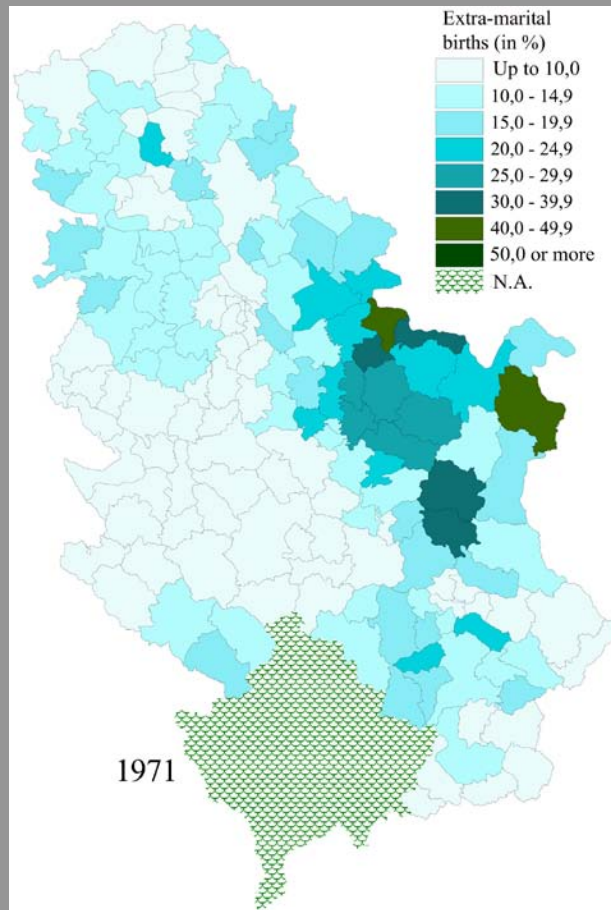 Extra-marital
births (in %)
Up to 10,0
10,0 - 14,9
15,0 - 19,9
20,0 - 24,9
25,0 - 29,9
30,0 - 39,9
40,0 - 49,9
50,0 or more
N.A.
1971